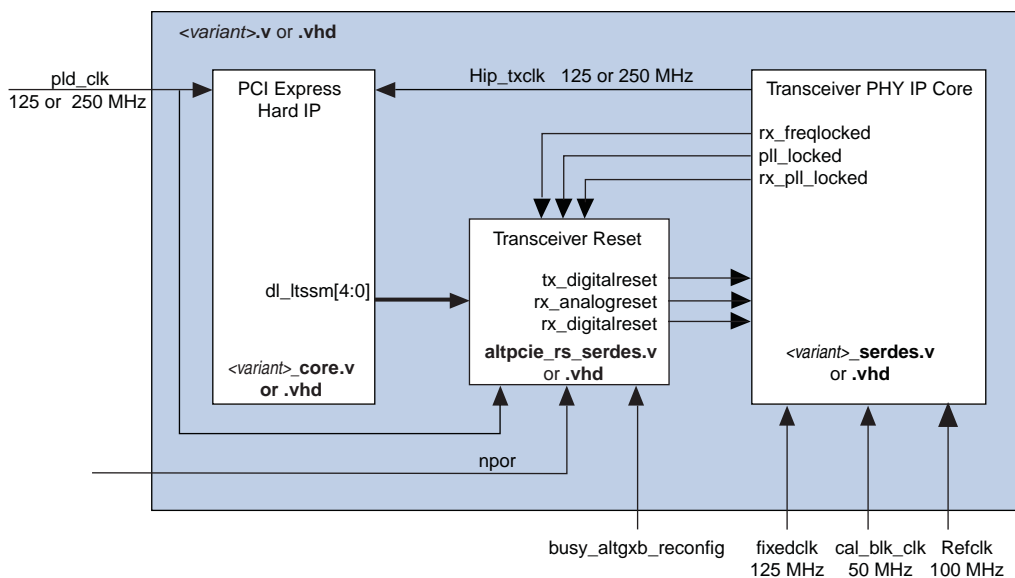 <variant>.v or .vhd
pld_clk
125 or 250 MHz
PCI Express
Hard IP
Hip_txclk 125 or 250 MHz
Transceiver PHY IP Core
rx_freqlocked
pll_locked
rx_pll_locked
Transceiver Reset
dl_ltssm[4:0]
tx_digitalreset
rx_analogreset
rx_digitalreset
altpcie_rs_serdes.v
or .vhd
<variant>_core.v
or .vhd
<variant>_serdes.v
or .vhd
npor
busy_altgxb_reconfig
fixedclk
125 MHz
cal_blk_clk
50 MHz
Refclk
100 MHz